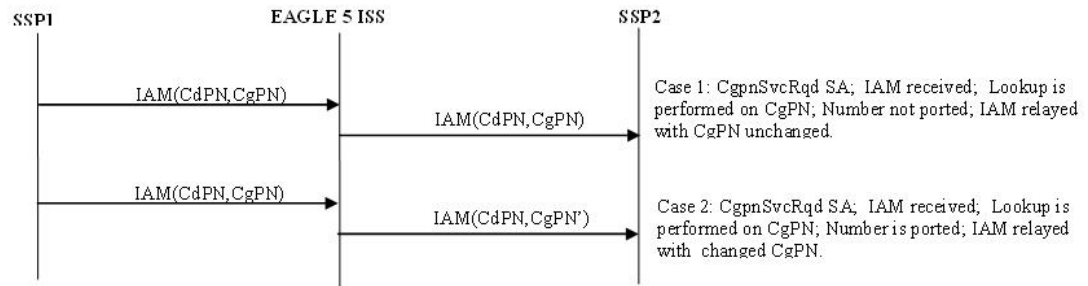 SSP1
EAGLE 5 ISS
SSP2
IAM(CdPN,CgPN)
Case 1: CgpnSvcRqd SA; IAM received; Lookup is
performed on CgPN; Number not ported; IAM relayed
with CgPN unchanged.
IAM(CdPN,CgPN)
IAM(CdPN,CgPN)
Case 2: CgpnSvcRqd SA; IAM received; Lookup is
performed on CgPN; Number is ported; IAM relayed
with changed CgPN.
IAM(CdPN,CgPN’)